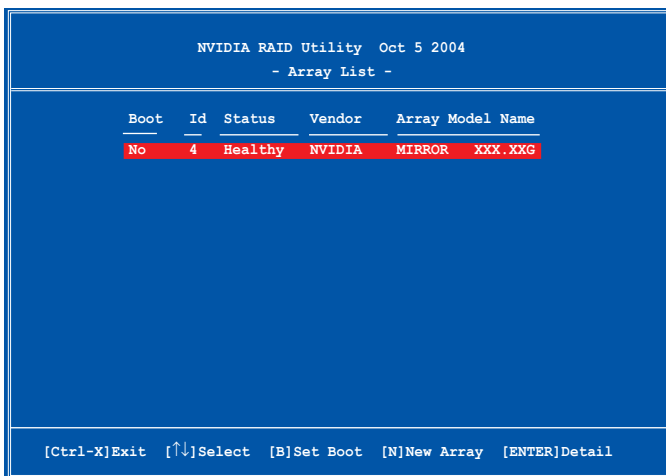 NVIDIA RAID Utility Oct 5 2004
- Array List -
Boot Id Status Vendor Array Model Name
No 4 Healthy NVIDIA MIRROR XXX.XXG
[Ctrl-X]Exit [↑↓]Select [B]Set Boot [N]New Array [ENTER]Detail